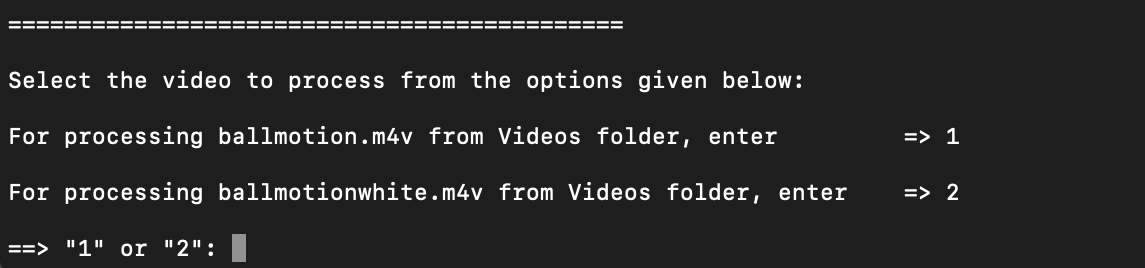 ============================================
Select the video to process from the options given below:
For processing ballmotion.m4v from Videos folder, enter         => 1
For processing ballmotionwhite.m4v from Videos folder, enter    => 2
==> "1" or "2":